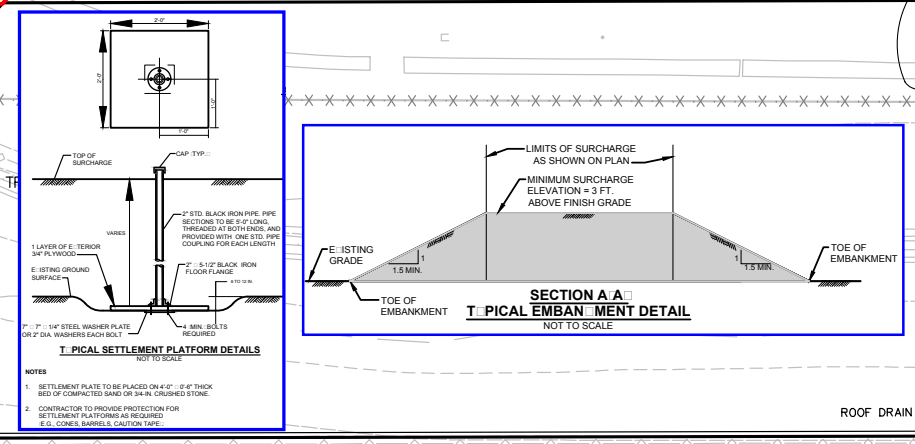 2'-0"
2'-0"
1'-0"
1'-0"
TOP OF
SURCHARGE
CAP TYP.
VARIES
2" STD. BLACK IRON PIPE. PIPE
SECTIONS TO BE 5'-0" LONG,
THREADED AT BOTH ENDS, AND
PROVIDED WITH ONE STD. PIPE
COUPLING FOR EACH LENGTH
1 LAYER OF E□TERIOR
3/4" PLYWOOD
E□ISTING GROUND
SURFACE
2" □ 5-1/2" BLACK IRON
FLOOR FLANGE
6 TO 12 IN.
7" □ 7" □ 1/4" STEEL WASHER PLATE
OR 2" DIA. WASHERS EACH BOLT
4 □MIN.□ BOLTS
REQUIRED
T□PICAL SETTLEMENT PLATFORM DETAILS
NOT TO SCALE
NOTES
1. SETTLEMENT PLATE TO BE PLACED ON 4'-0" □ 0'-6" THICK
BED OF COMPACTED SAND OR 3/4-IN. CRUSHED STONE.
2. CONTRACTOR TO PROVIDE PROTECTION FOR
SETTLEMENT PLATFORMS AS REQUIRED
□E.G., CONES, BARRELS, CAUTION TAPE□.
LIMITS OF SURCHARGE
AS SHOWN ON PLAN
MINIMUM SURCHARGE
ELEVATION = 3 FT.
ABOVE FINISH GRADE
E□ISTING
GRADE
1
1.5 MIN.
1
1.5 MIN.
TOE OF
EMBANKMENT
TOE OF
EMBANKMENT
SECTION A□A□
T□PICAL EMBAN□MENT DETAIL
NOT TO SCALE
ROOF DRAIN